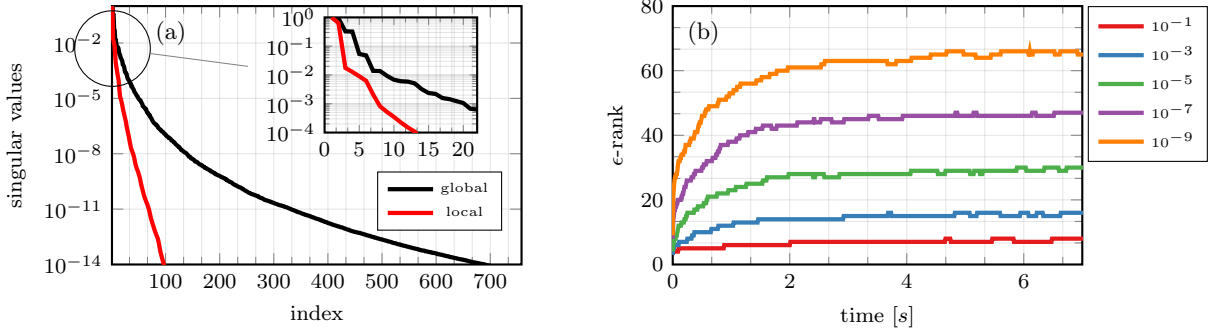 (a)
singular values
10^−2
10^−5
10^−8
10^−11
10^−14
100 200 300 400 500 600 700
index
10^0
10^−1
10^−2
10^−3
10^−4
0 5 10 15 20
global
local
(b)
ϵ-rank
60
40
20
0
0 2 4 6
time [s]
10^−1
10^−3
10^−5
10^−7
10^−9